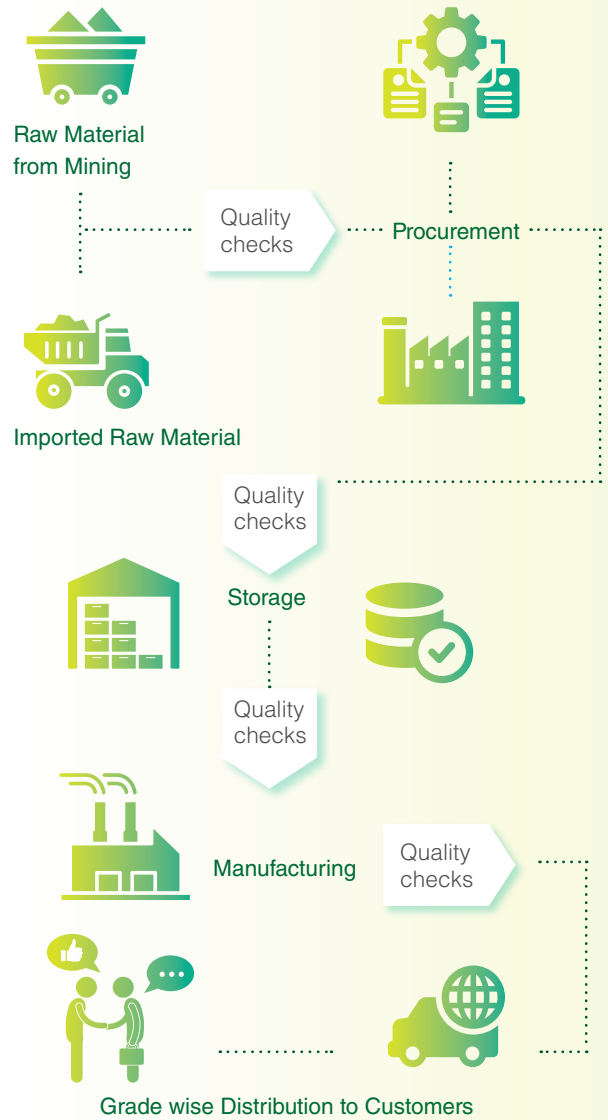 Raw Material
from Mining
Quality
checks
Procurement
Imported Raw Material
Quality
checks
Storage
Quality
checks
Manufacturing
Quality
checks
Grade wise Distribution to Customers